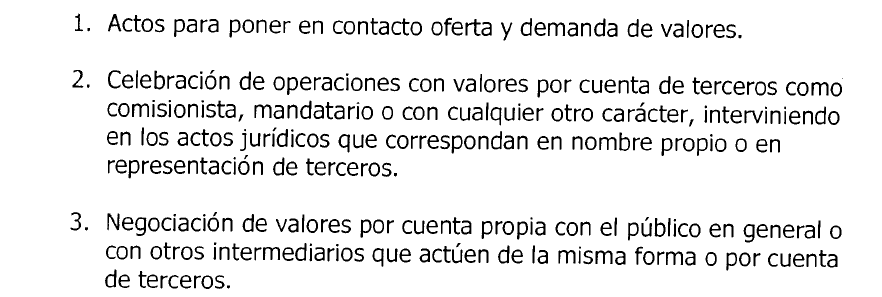 1. Actos para poner en contacto oferta y demanda de valores.
2. Celebración de operaciones con valores por cuenta de terceros como
comisionista, mandatario o con cualquier otro carácter, interviniendo
en los actos jurídicos que correspondan en nombre propio o en
representación de terceros.
3. Negociación de valores por cuenta propia con el público en general o
con otros intermediarios que actúen de la misma forma o por cuenta
de terceros.